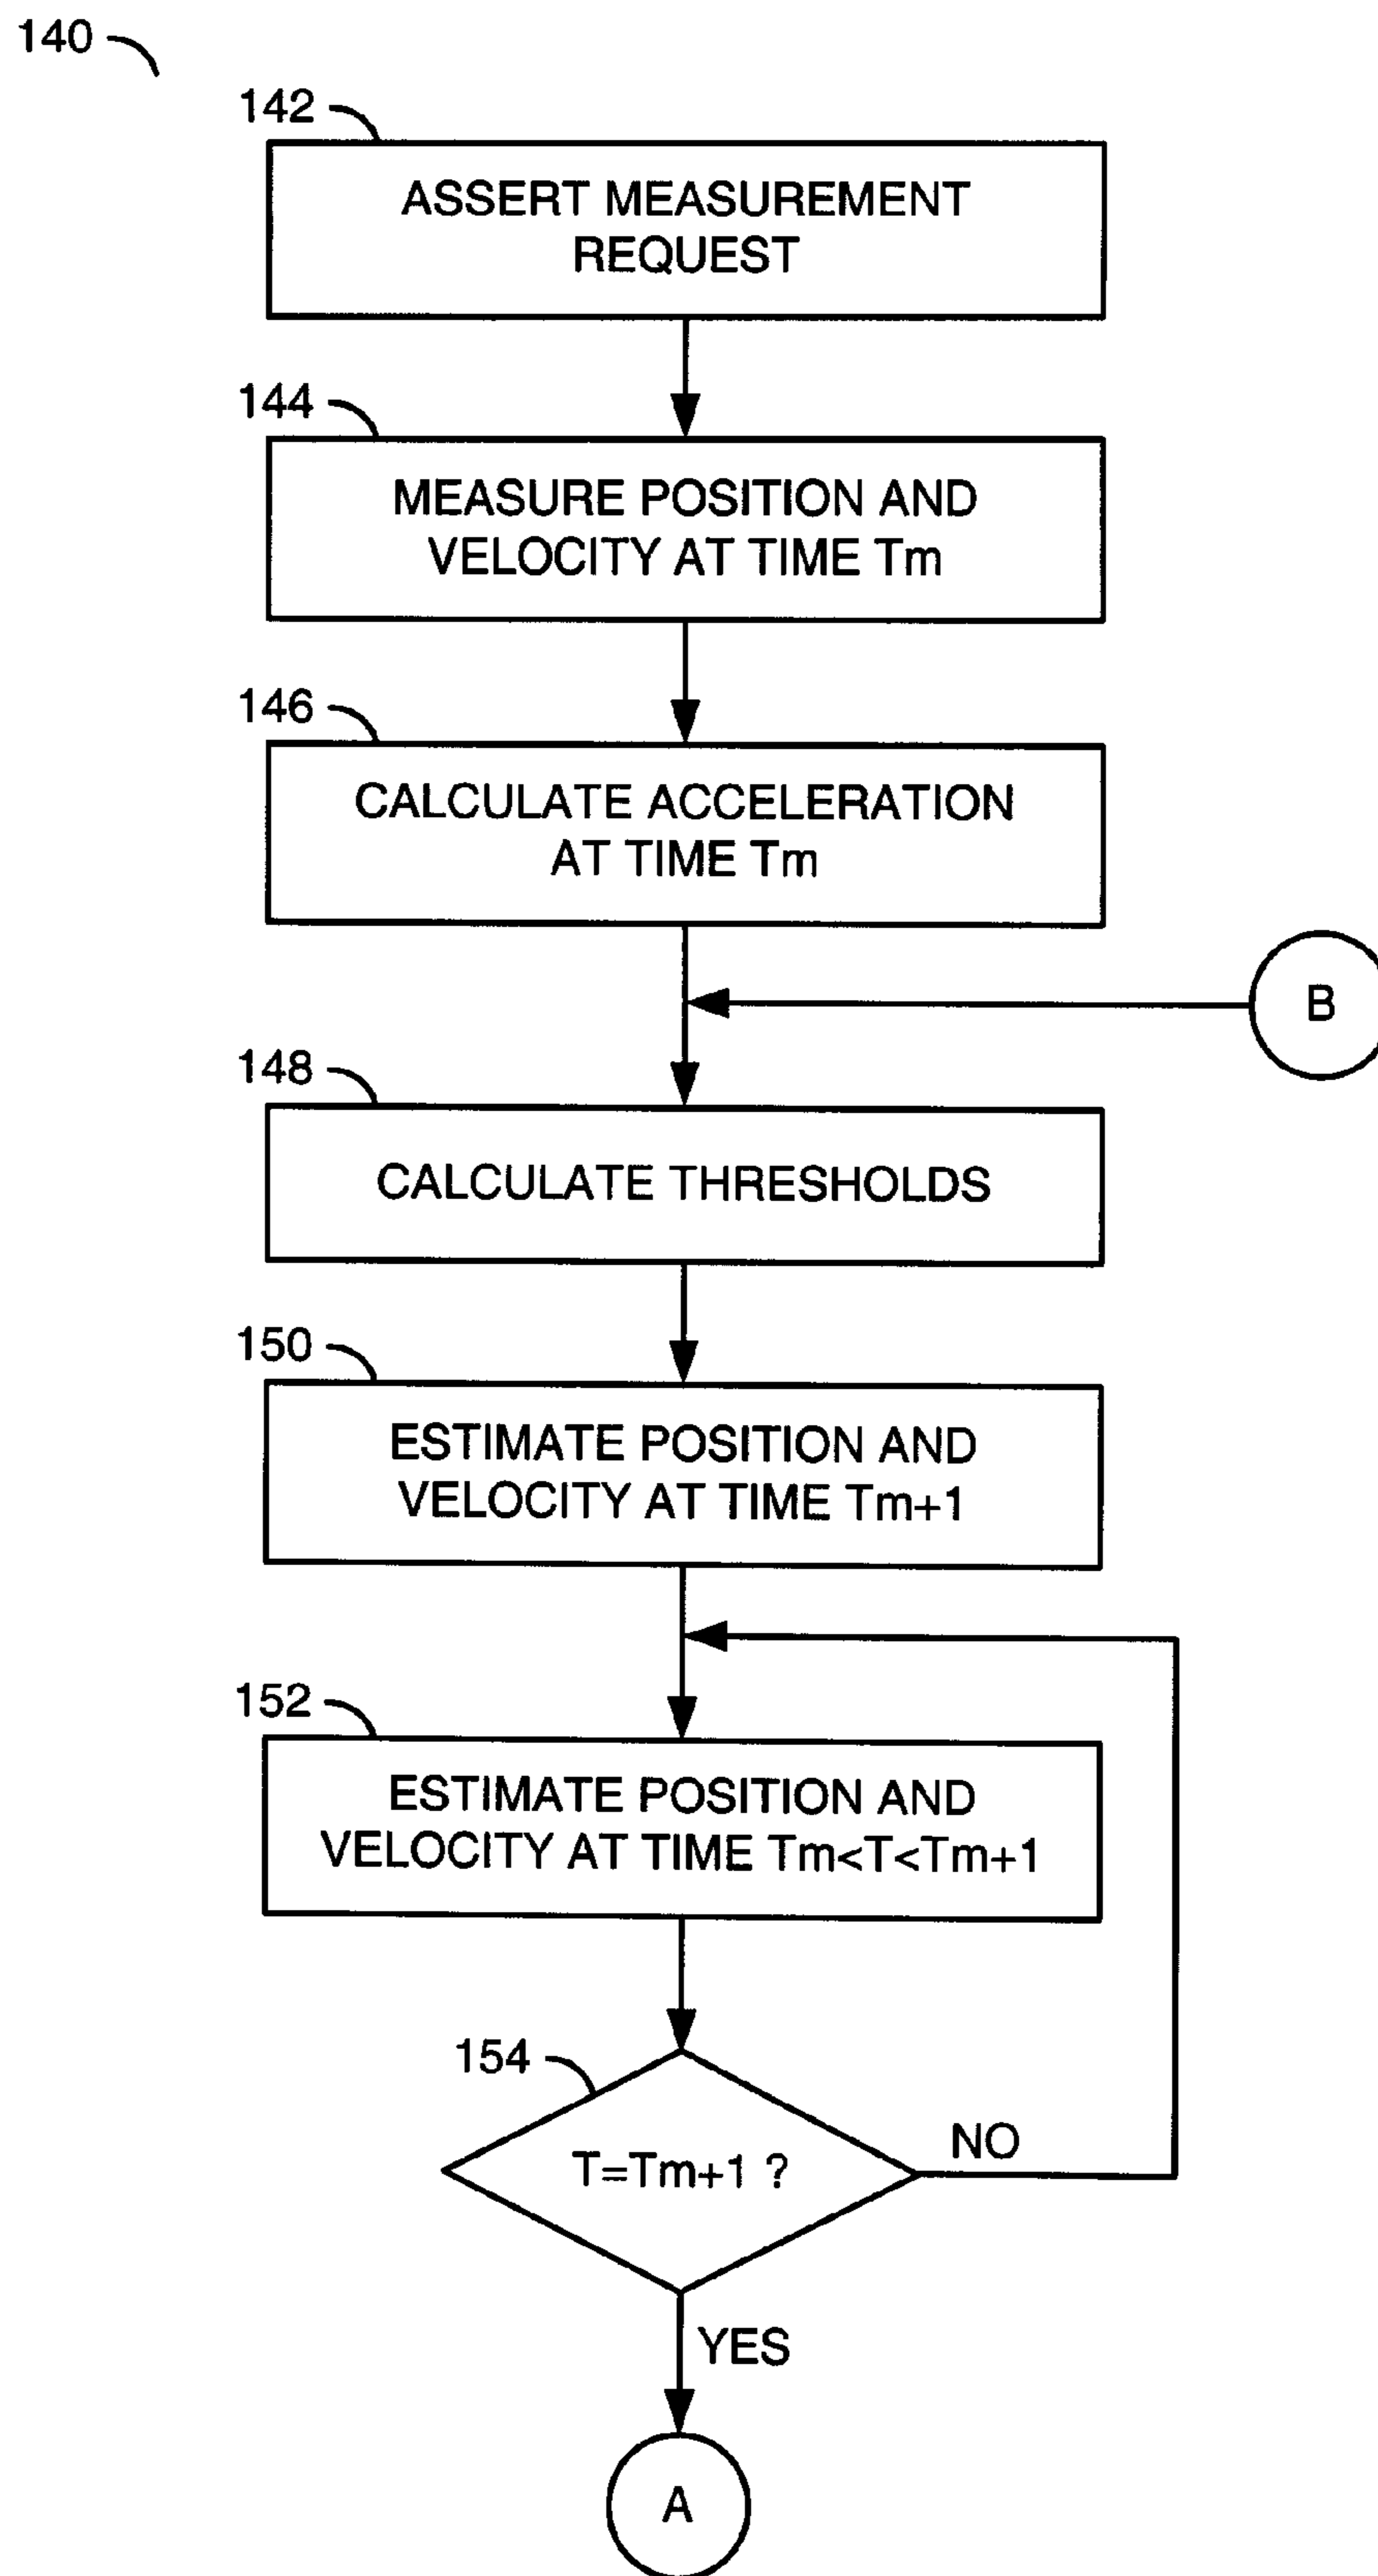 140
142
ASSERT MEASUREMENT
REQUEST
144
MEASURE POSITION AND
VELOCITY AT TIME Tm
146
CALCULATE ACCELERATION
AT TIME Tm
B
148
CALCULATE THRESHOLDS
150
ESTIMATE POSITION AND
VELOCITY AT TIME Tm+1
152
ESTIMATE POSITION AND
VELOCITY AT TIME Tm<T<Tm+1
154
T=Tm+1 ?
NO
YES
A